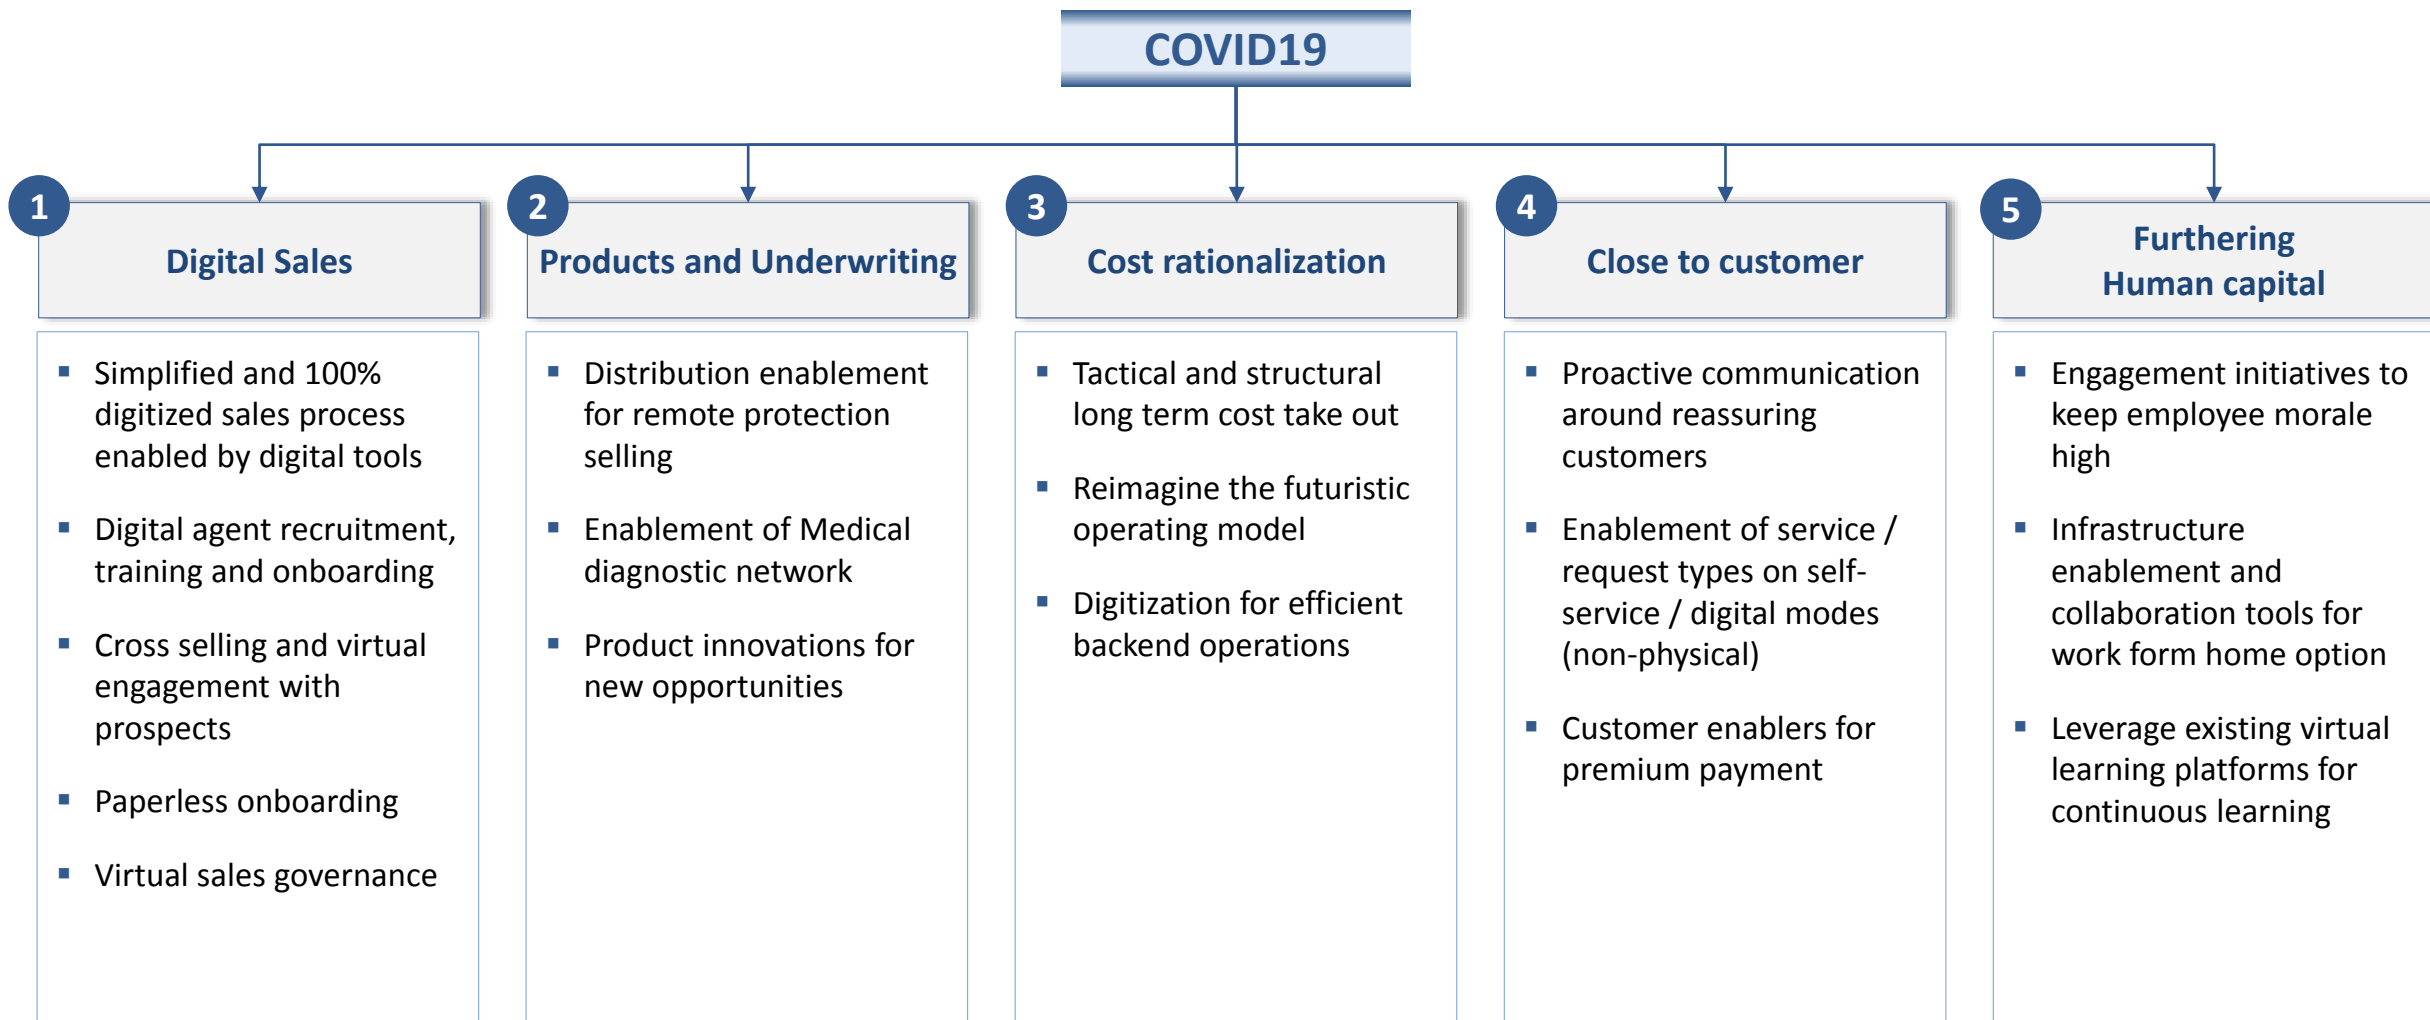 COVID19
1
Digital Sales
▪ Simplified and 100%
digitized sales process
enabled by digital tools
▪ Digital agent recruitment,
training and onboarding
▪ Cross selling and virtual
engagement with
prospects
▪ Paperless onboarding
▪ Virtual sales governance
2
Products and Underwriting
▪ Distribution enablement
for remote protection
selling
▪ Enablement of Medical
diagnostic network
▪ Product innovations for
new opportunities
3
Cost rationalization
▪ Tactical and structural
long term cost take out
▪ Reimagine the futuristic
operating model
▪ Digitization for efficient
backend operations
4
Close to customer
▪ Proactive communication
around reassuring
customers
▪ Enablement of service /
request types on self-
service / digital modes
(non-physical)
▪ Customer enablers for
premium payment
5
Furthering
Human capital
▪ Engagement initiatives to
keep employee morale
high
▪ Infrastructure
enablement and
collaboration tools for
work form home option
▪ Leverage existing virtual
learning platforms for
continuous learning